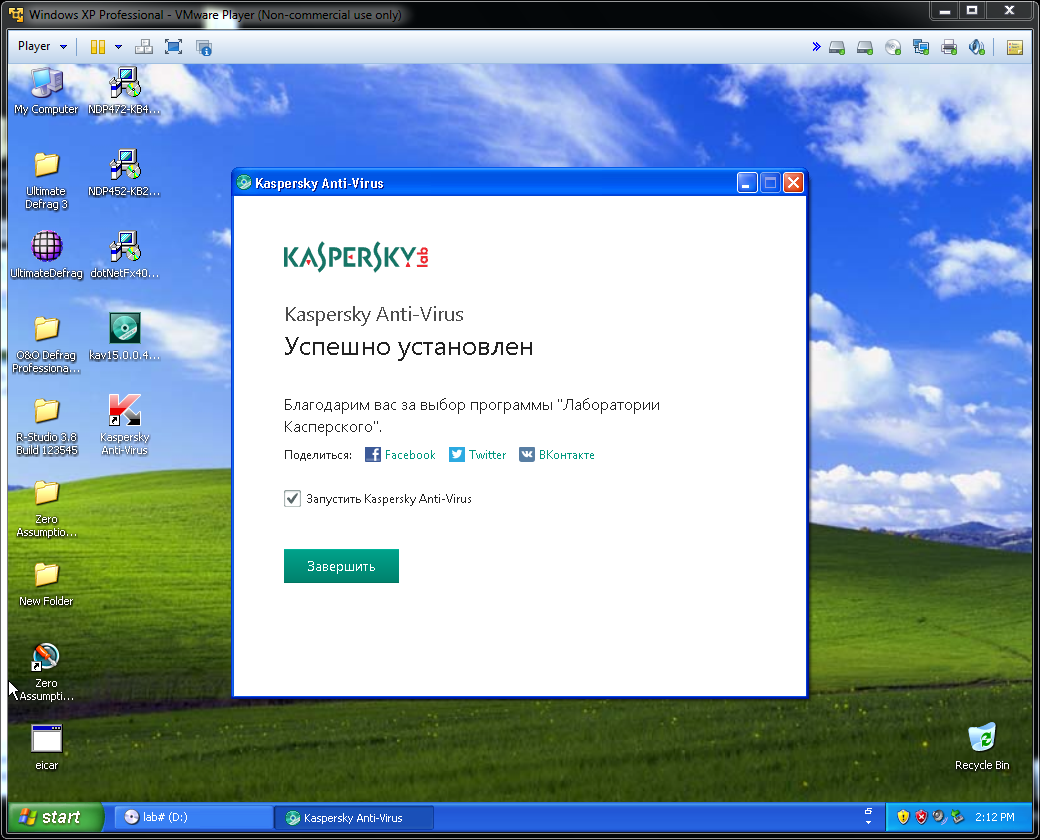 Windows XP Professional - VMware Player (Non-commercial use only)
Player
My Computer
NDP472-KB4...
Ultimate
Defrag 3
NDP452-KB2...
UltimateDefrag
dotNetFx40...
O&O Defrag
Professiona...
kav15.0.0.4...
R-Studio 3.8
Build 123545
Kaspersky
Anti-Virus
Zero
Assumptio...
New Folder
Zero
Assumpti...
eicar
Recycle Bin
Kaspersky Anti-Virus
KASPERSKY lab
Kaspersky Anti-Virus
Успешно установлен
Благодарим вас за выбор программы "Лаборатории
Касперского".
Поделиться: Facebook Twitter ВКонтакте
Запустить Kaspersky Anti-Virus
Завершить
start
lab# (D:)
Kaspersky Anti-Virus
2:12 PM